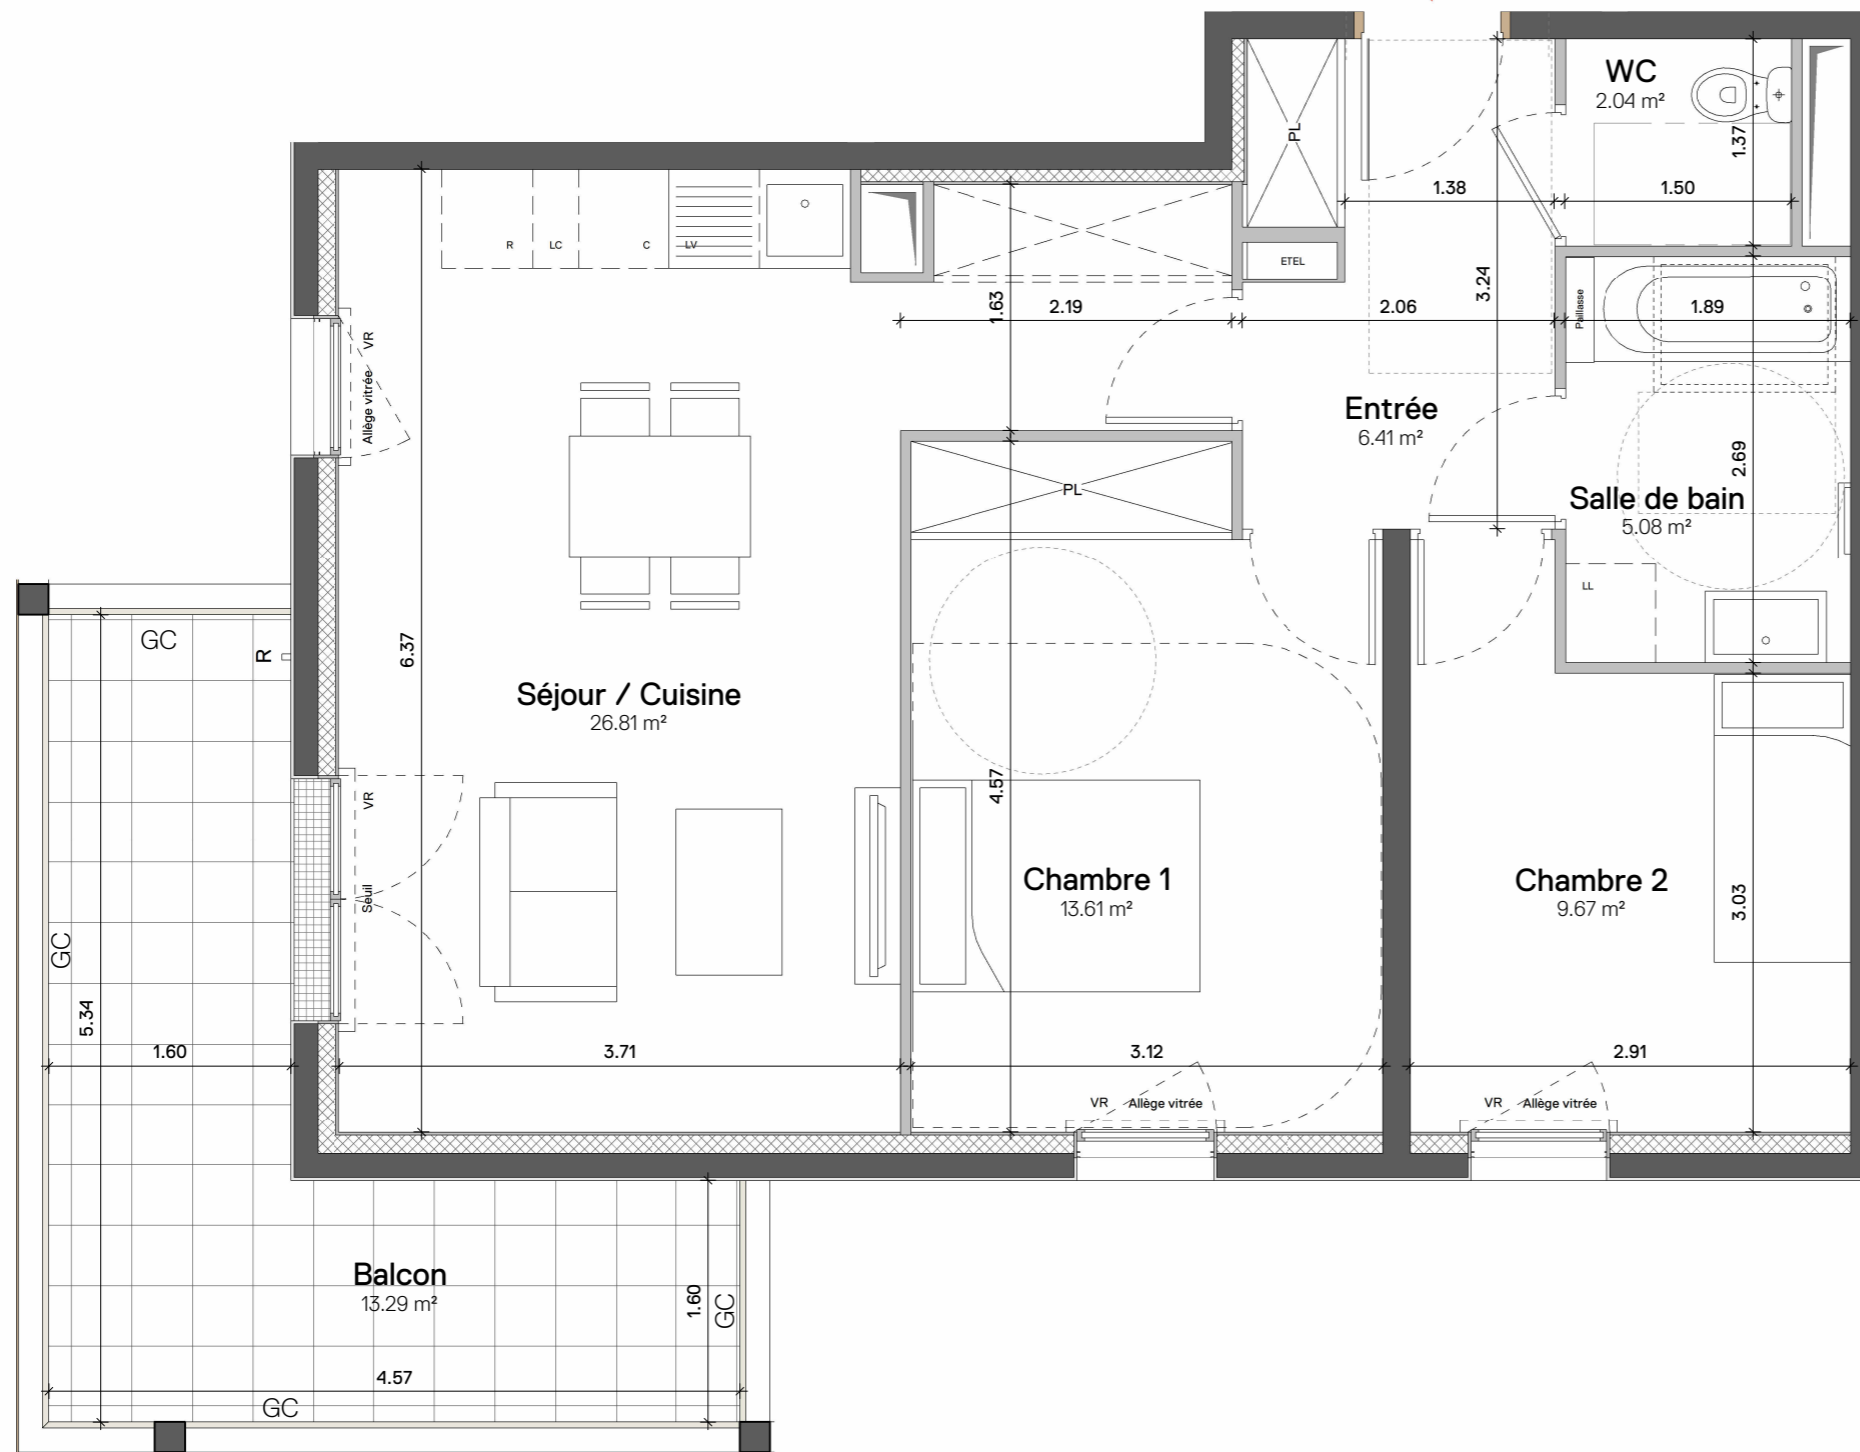 WC
2.04 m²
PL
1.37
1.38
1.50
R
LC
C
LV
ETEL
3.24
1.63
2.19
2.06
Paillasse
1.89
VR
Allège vitrée
Entrée
6.41 m²
2.69
PL
Salle de bain
5.08 m²
LL
GC
R
6.37
Séjour / Cuisine
26.81 m²
4.57
VR
Seuil
Chambre 1
13.61 m²
Chambre 2
9.67 m²
3.03
GC
5.34
1.60
3.71
3.12
2.91
VR
Allège vitrée
VR
Allège vitrée
Balcon
13.29 m²
1.60
GC
4.57
GC